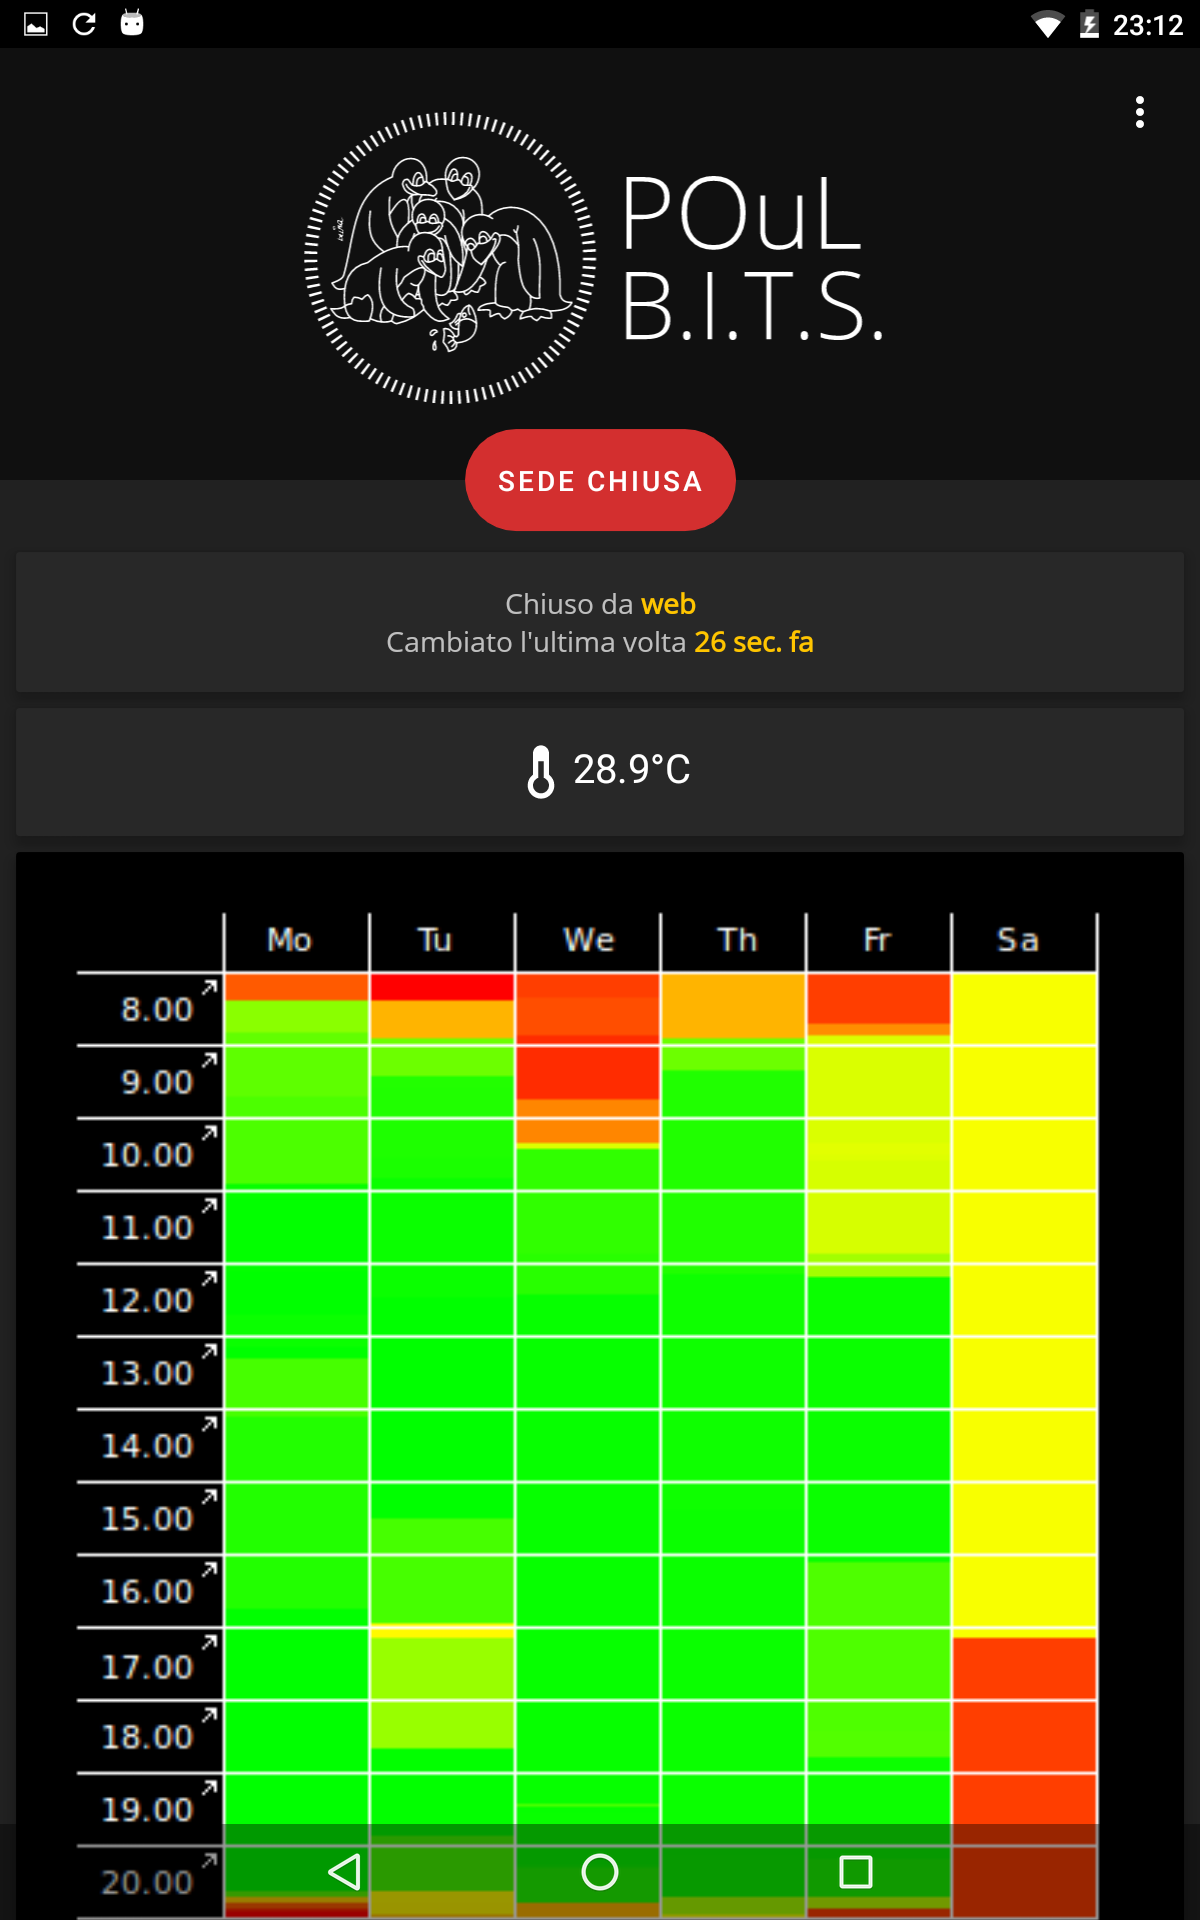 23:12
POuL
B.I.T.S.
SEDE CHIUSA
Chiuso da web
Cambiato l'ultima volta 26 sec. fa
28.9°C
Mo Tu We Th Fr Sa
8.00
9.00
10.00
11.00
12.00
13.00
14.00
15.00
16.00
17.00
18.00
19.00
20.00